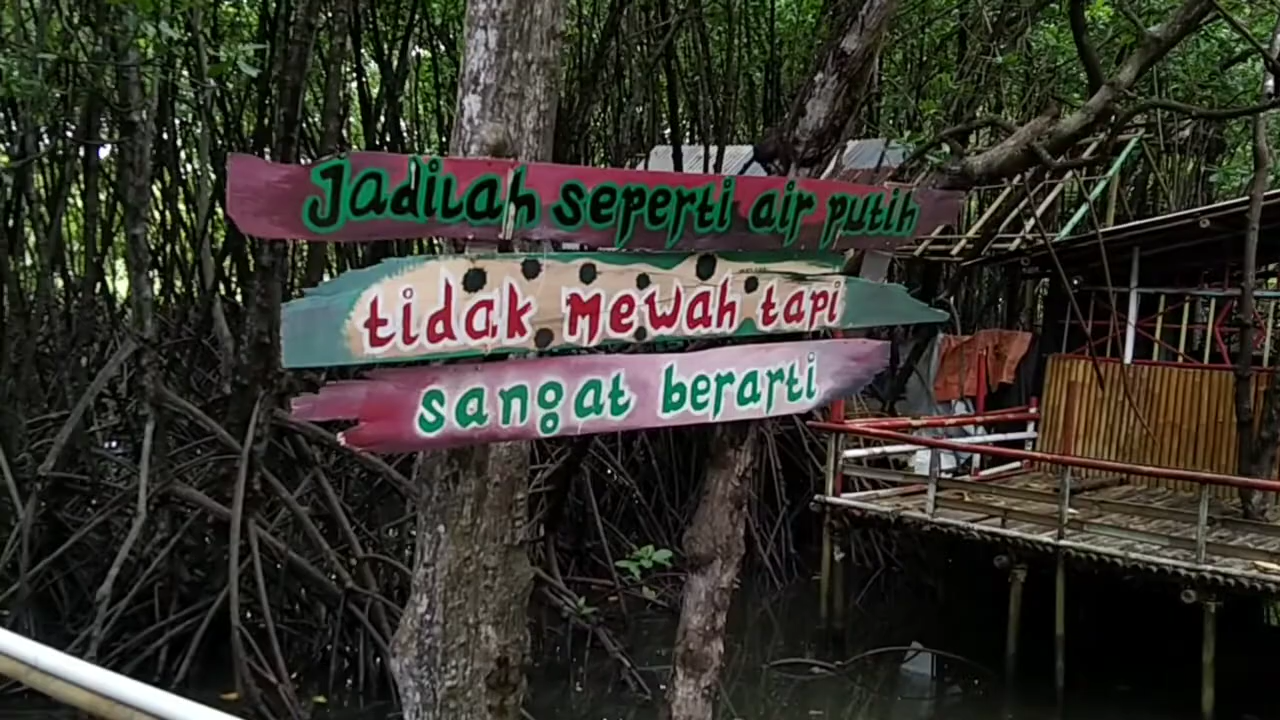 Jadilah seperti air putih
tidak mewah tapi
sangat berarti